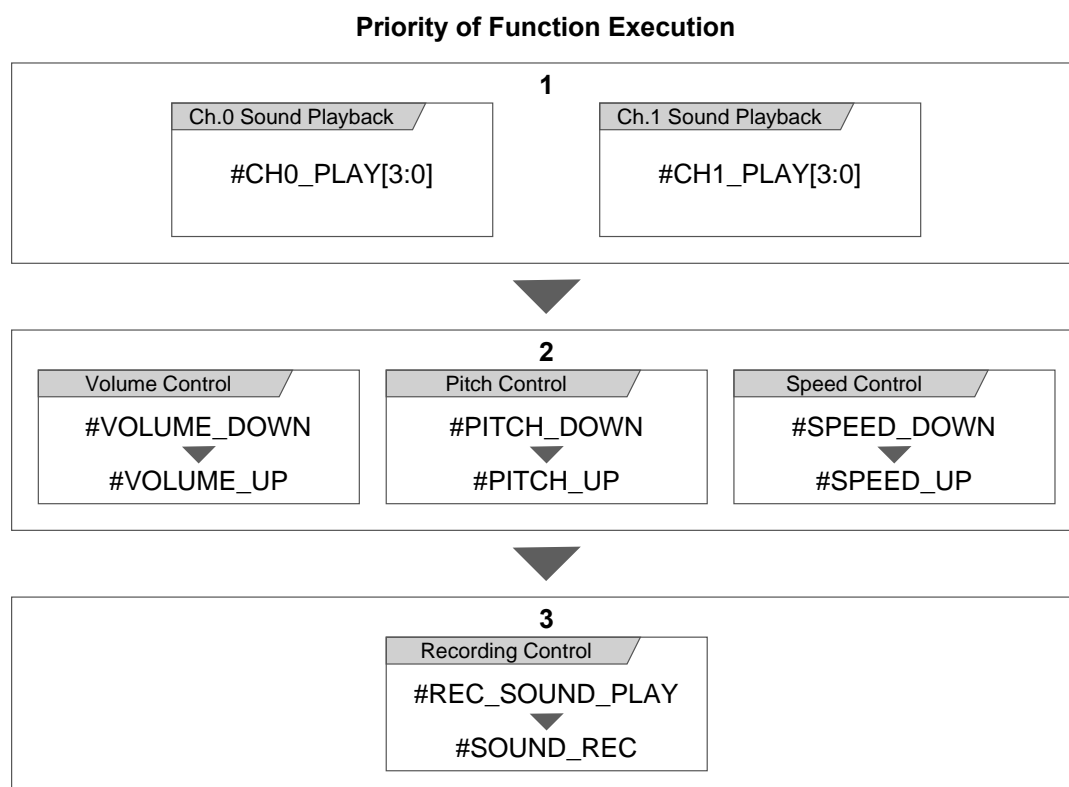 Priority of Function Execution
1
Ch.0 Sound Playback
#CH0_PLAY[3:0]
Ch.1 Sound Playback
#CH1_PLAY[3:0]
2
Volume Control
#VOLUME_DOWN
#VOLUME_UP
Pitch Control
#PITCH_DOWN
#PITCH_UP
Speed Control
#SPEED_DOWN
#SPEED_UP
3
Recording Control
#REC_SOUND_PLAY
#SOUND_REC